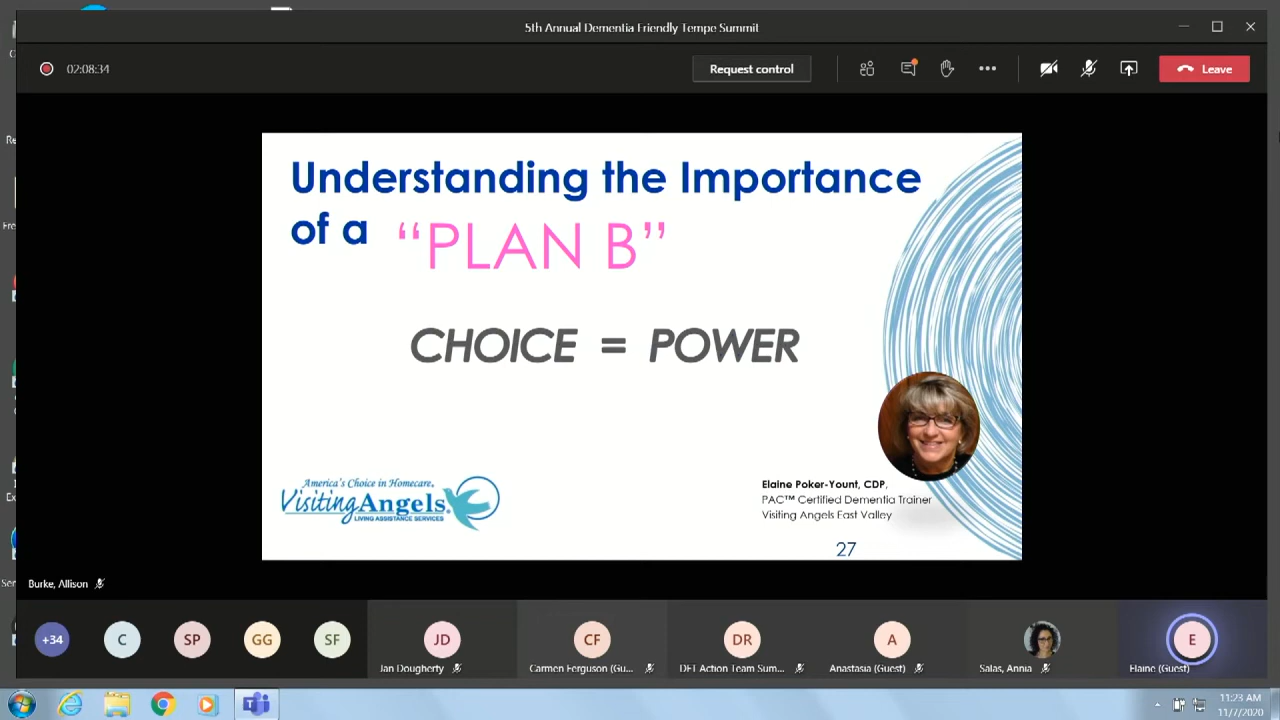 5th Annual Dementia Friendly Tempe Summit
02:08:34
Request control
Leave
Understanding the Importance
of a “PLAN B”
CHOICE = POWER
America's Choice in Homecare®
Visiting Angels®
LIVING ASSISTANCE SERVICES
Elaine Poker-Yount, CDP,
PAC™ Certified Dementia Trainer
Visiting Angels East Valley
27
Burke, Allison
+34
C
SP
GG
SF
JD
CF
DR
A
E
Jan Dougherty
Carmen Ferguson (Gu...
DFT Action Team Sum...
Anastasia (Guest)
Salas, Annia
Elaine (Guest)
11:23 AM
11/7/2020